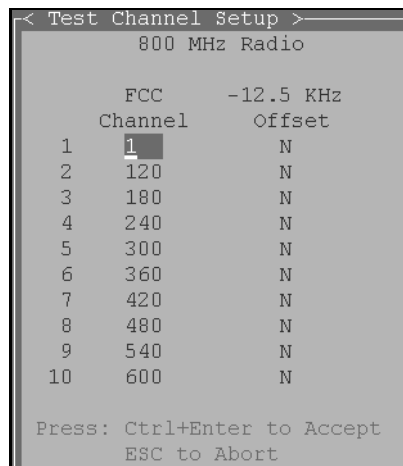 < Test Channel Setup >
800 MHz Radio
FCC -12.5 KHz
Channel Offset
1 1 N
2 120 N
3 180 N
4 240 N
5 300 N
6 360 N
7 420 N
8 480 N
9 540 N
10 600 N
Press: Ctrl+Enter to Accept
ESC to Abort